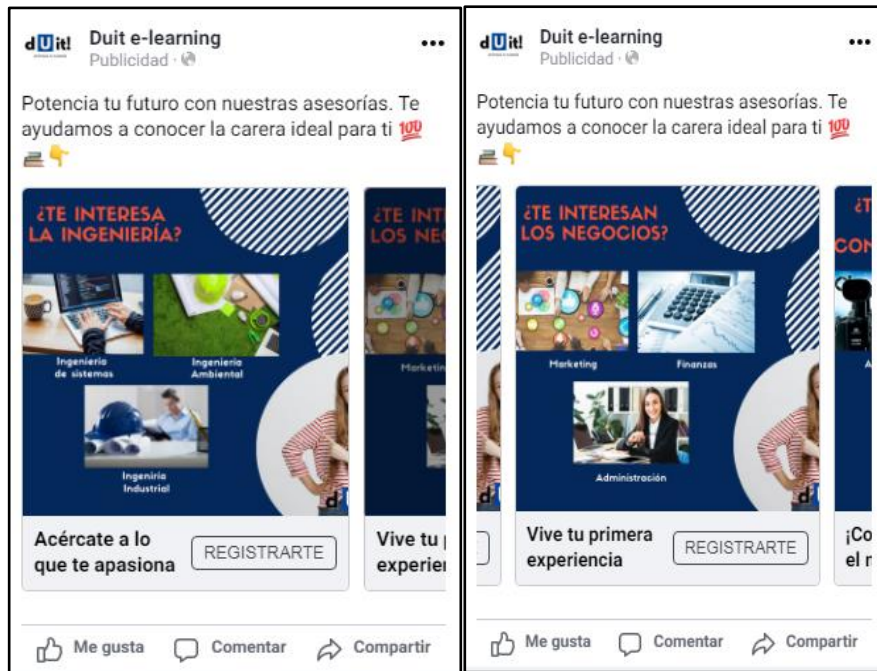 dUit!
Duit e-learning
Publicidad ·
Potencia tu futuro con nuestras asesorías. Te
ayudamos a conocer la carera ideal para ti 💯
📚👇
¿TE INTERESA
LA INGENIERÍA?
Ingeniería
de sistemas
Ingeniería
Ambiental
Ingeniria
Industrial
Acércate a lo
que te apasiona
REGISTRARTE
¿TE INT
LOS NE
Marketin
Vive tu
experien
Me gusta
Comentar
Compartir
dUit!
Duit e-learning
Publicidad ·
Potencia tu futuro con nuestras asesorías. Te
ayudamos a conocer la carera ideal para ti 💯
📚👇
¿TE INTERESAN
LOS NEGOCIOS?
Marketing
Finanzas
Administración
Vive tu primera
experiencia
REGISTRARTE
¿T
CON
¡Co
Me gusta
Comentar
Compartir